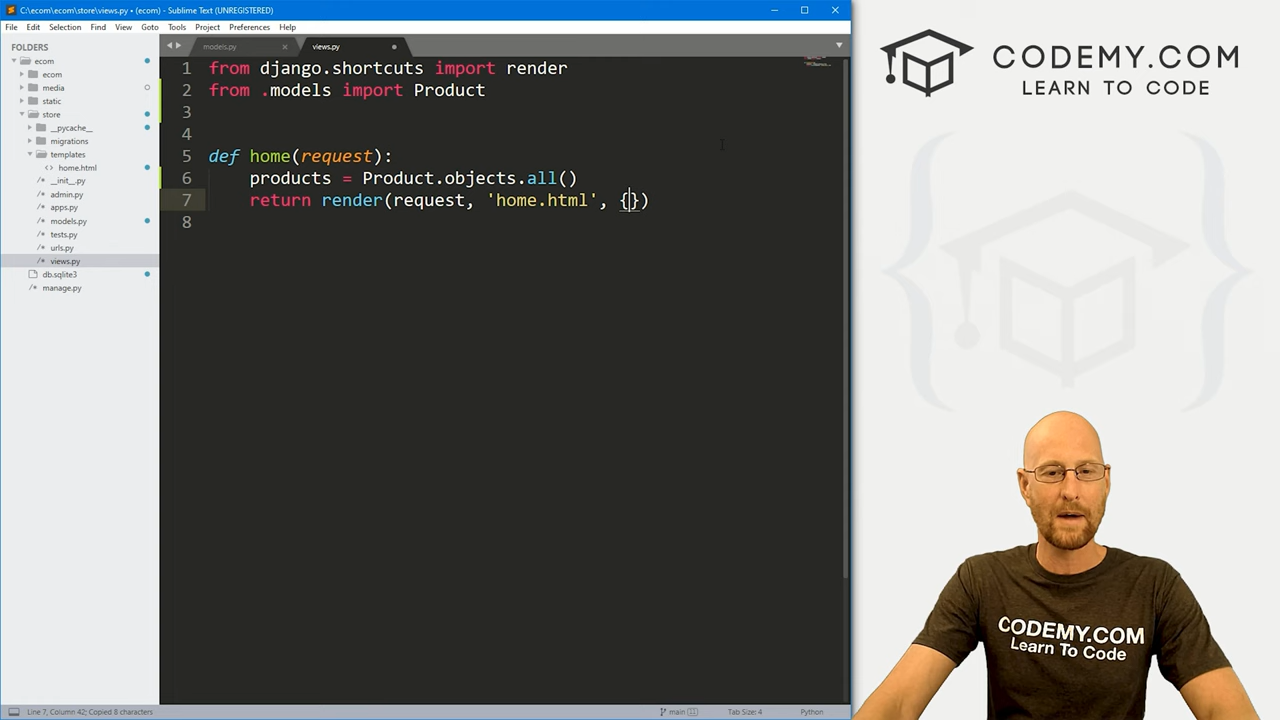 C:\ecom\ecom\store\views.py • (ecom) - Sublime Text (UNREGISTERED)
File Edit Selection Find View Goto Tools Project Preferences Help
FOLDERS
ecom
ecom
media
static
store
__pycache__
migrations
templates
home.html
__init__.py
admin.py
apps.py
models.py
tests.py
urls.py
views.py
db.sqlite3
manage.py
models.py views.py
1 from django.shortcuts import render
2 from .models import Product
3
4
5 def home(request):
6 products = Product.objects.all()
7 return render(request, 'home.html', {})
8
Line 7, Column 42; Copied 8 characters main 11 Tab Size: 4 Python
CODEMY.COM
LEARN TO CODE
CODEMY.COM
Learn To Code